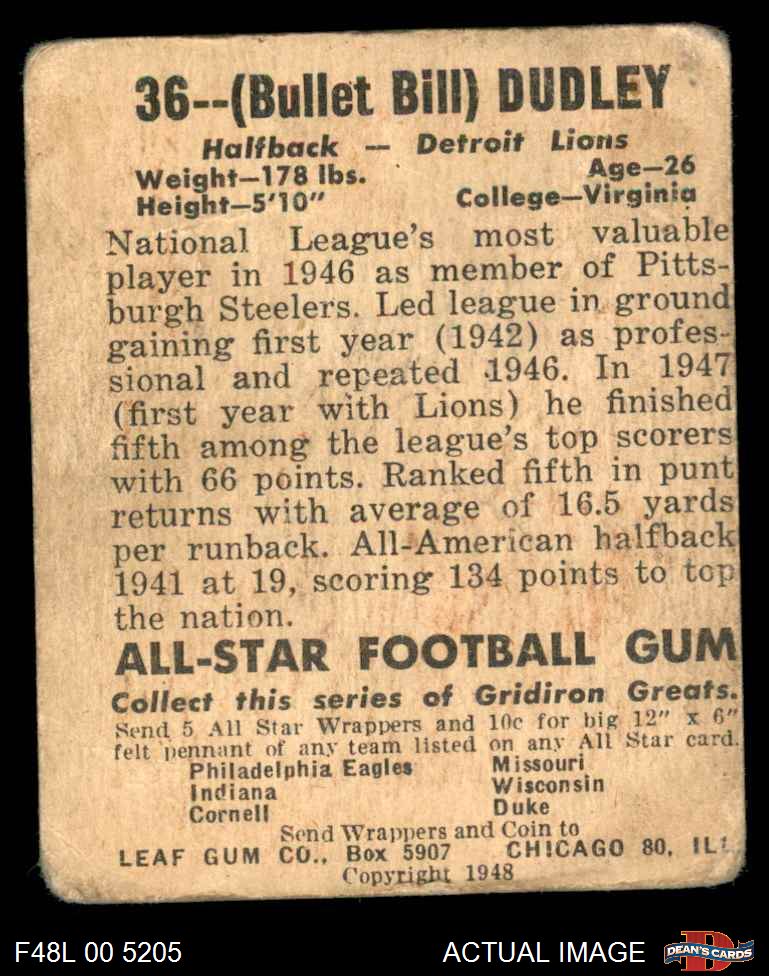 36--(Bullet Bill) DUDLEY
Halfback — Detroit Lions
Weight—178 lbs. Age—26
Height—5'10" College—Virginia
National League's most valuable
player in 1946 as member of Pitts-
burgh Steelers. Led league in ground
gaining first year (1942) as profes-
sional and repeated 1946. In 1947
(first year with Lions) he finished
fifth among the league's top scorers
with 66 points. Ranked fifth in punt
returns with average of 16.5 yards
per runback. All-American halfback
1941 at 19, scoring 134 points to top
the nation.
ALL-STAR FOOTBALL GUM
Collect this series of Gridiron Greats.
Send 5 All Star Wrappers and 10c for big 12" x 6"
felt pennant of any team listed on any All Star card.
Philadelphia Eagles Missouri
Indiana Wisconsin
Cornell Duke
Send Wrappers and Coin to
LEAF GUM CO., Box 5907 CHICAGO 80, ILL.
Copyright 1948
F48L 00 5205 ACTUAL IMAGE DEAN'S CARDS